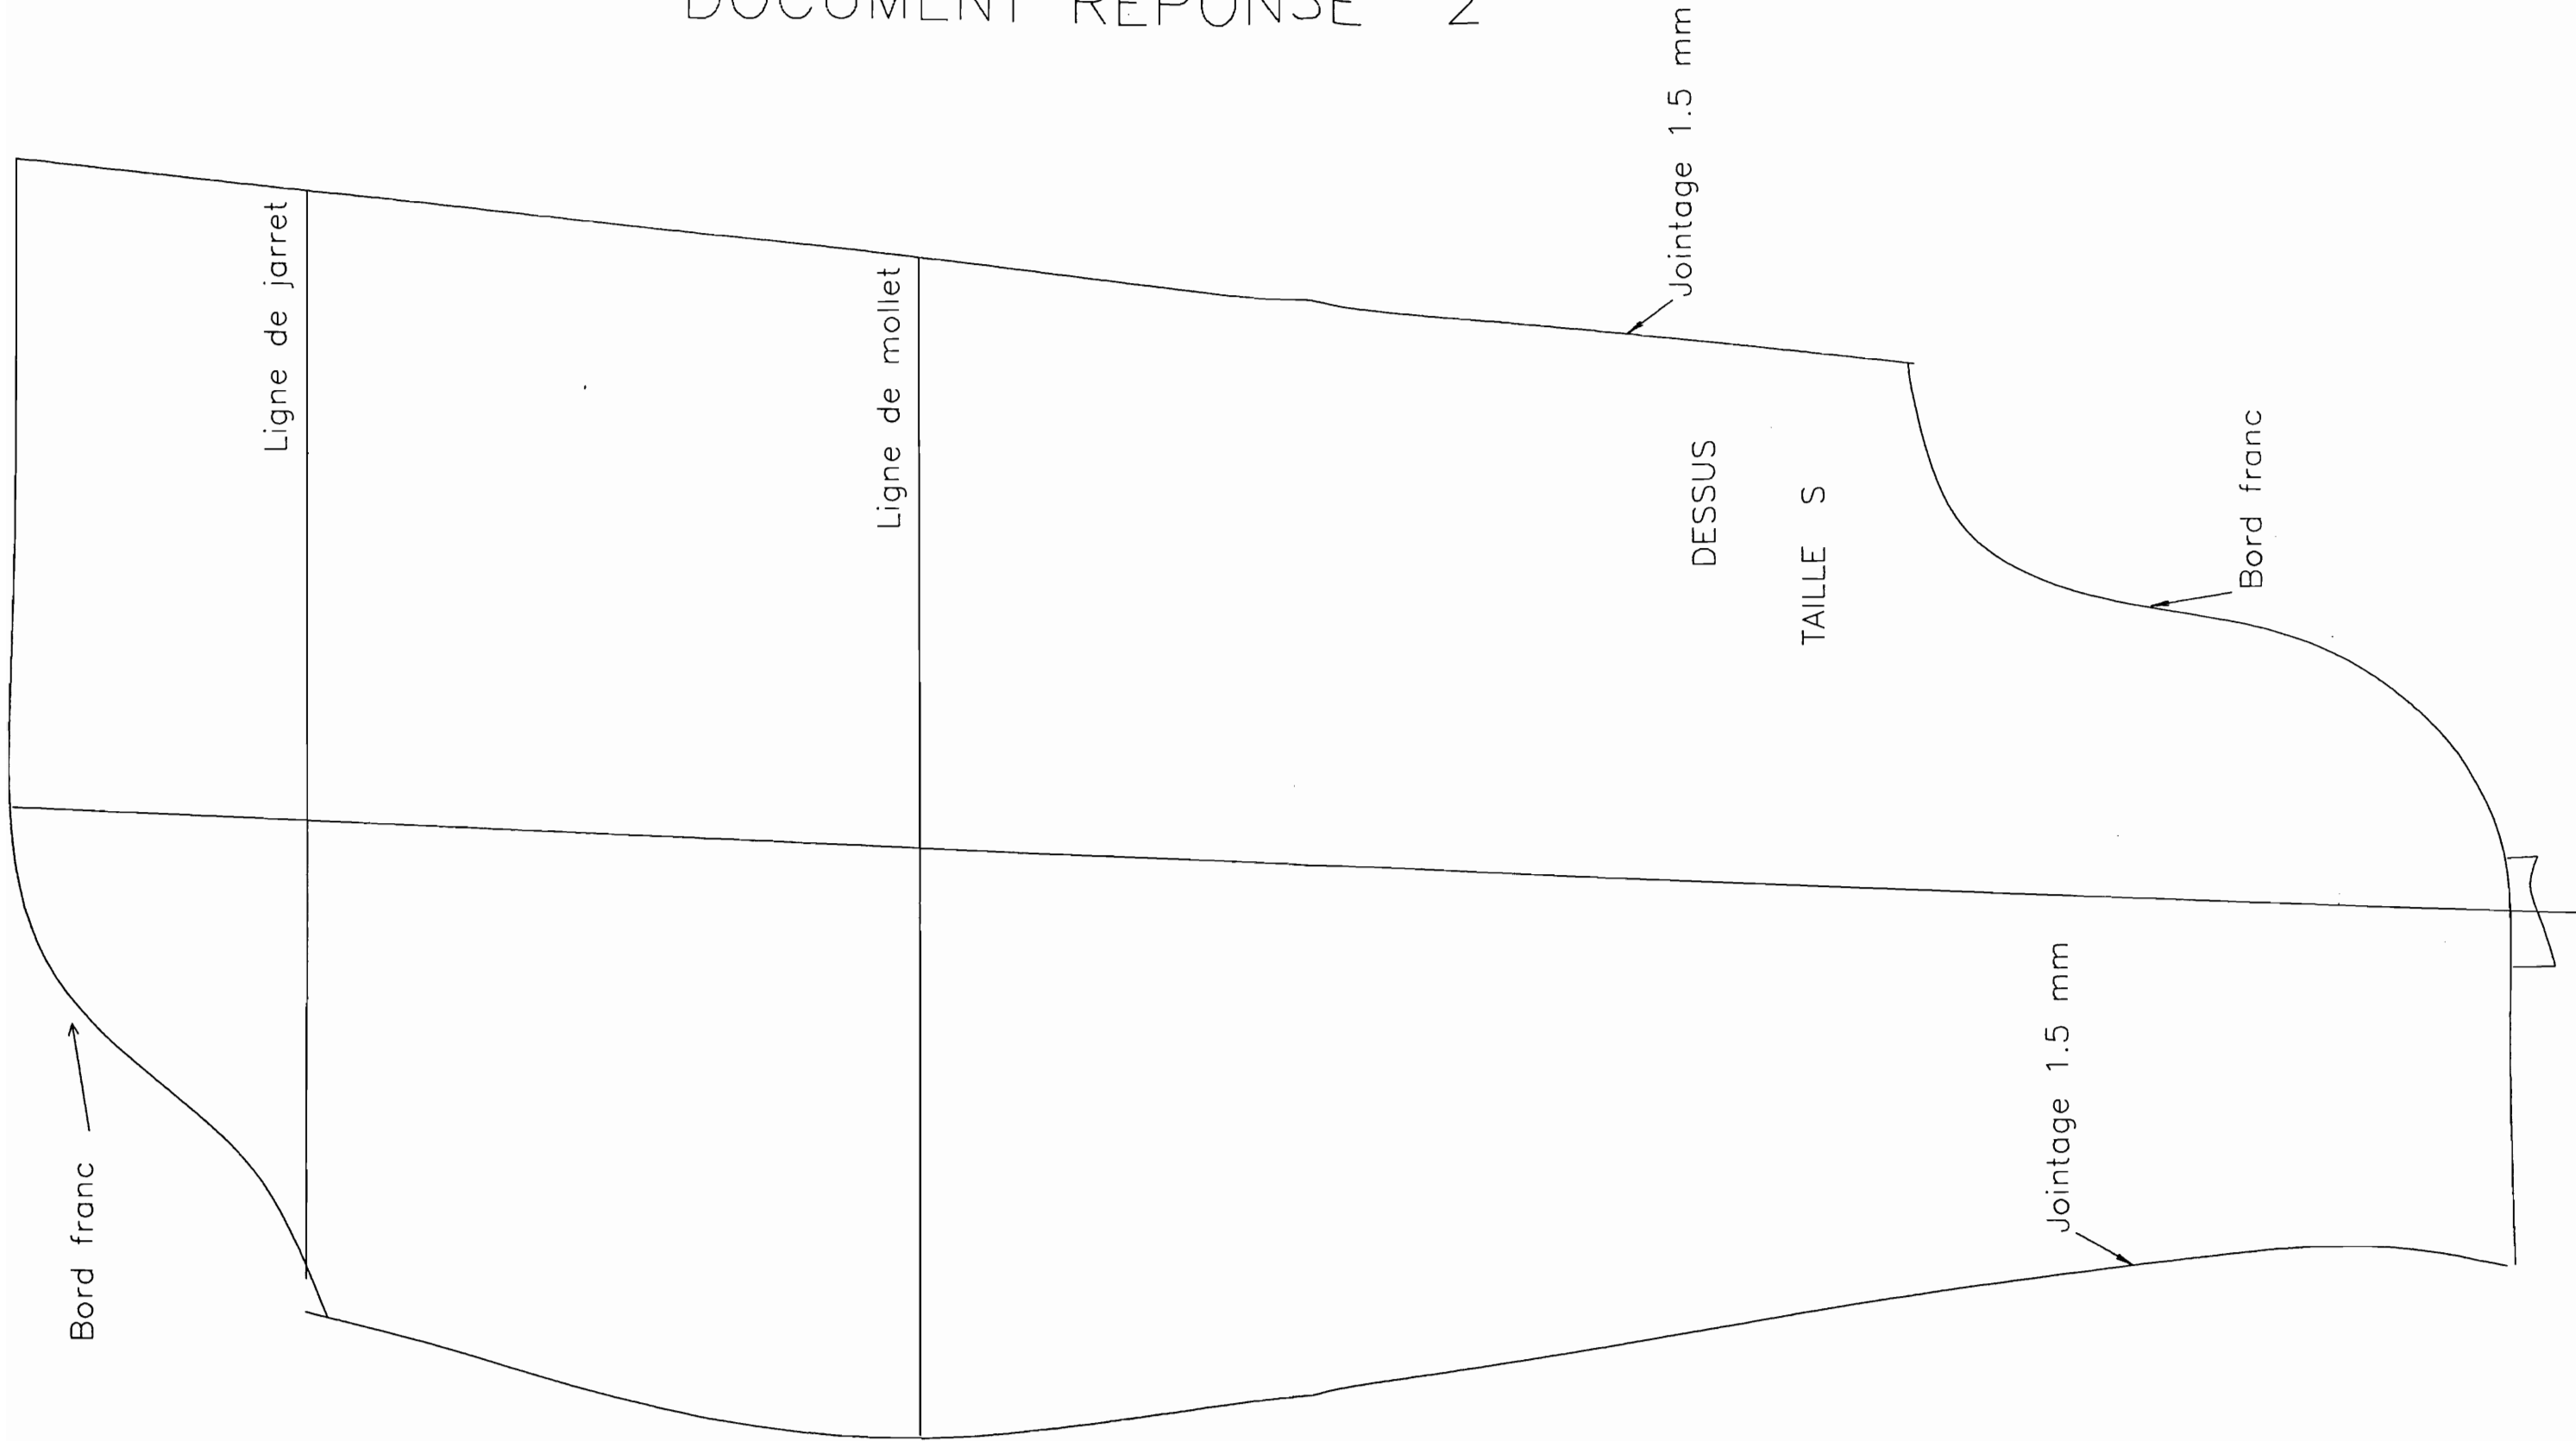 DOCUMENT REPONSE 2
Ligne de jarret
Ligne de mollet
Jointage 1.5 mm
DESSUS
TAILLE S
Bord franc
Jointage 1.5 mm
Bord franc